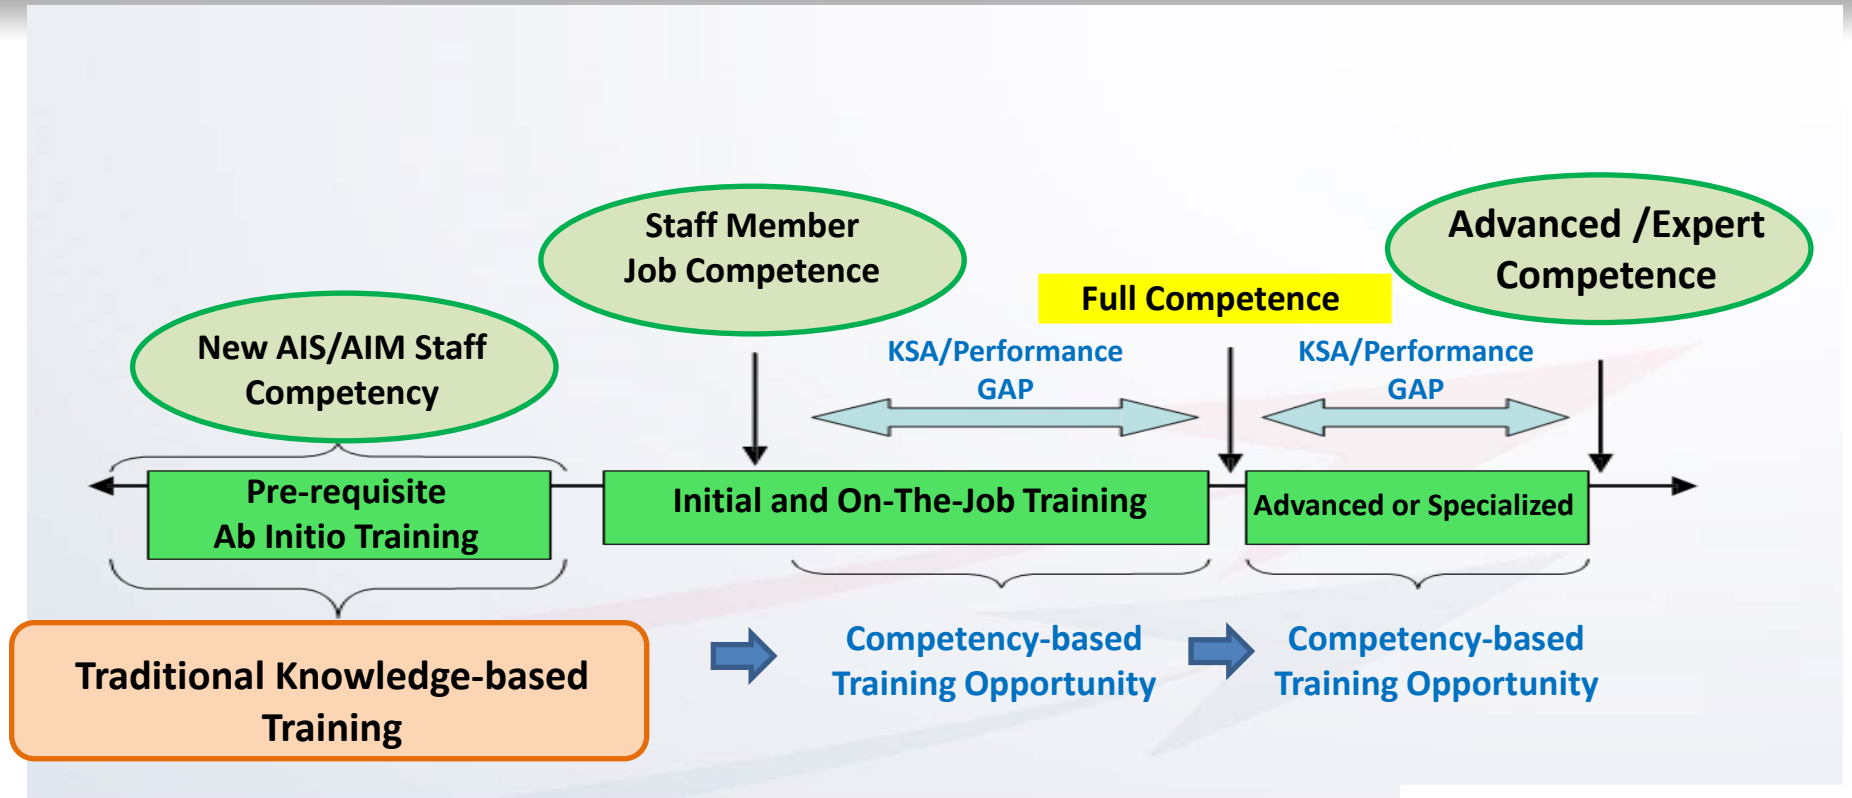 Staff Member
Job Competence
Advanced /Expert
Competence
Full Competence
New AIS/AIM Staff
Competency
KSA/Performance
GAP
KSA/Performance
GAP
Pre-requisite
Ab Initio Training
Initial and On-The-Job Training
Advanced or Specialized
Traditional Knowledge-based
Training
Competency-based
Training Opportunity
Competency-based
Training Opportunity